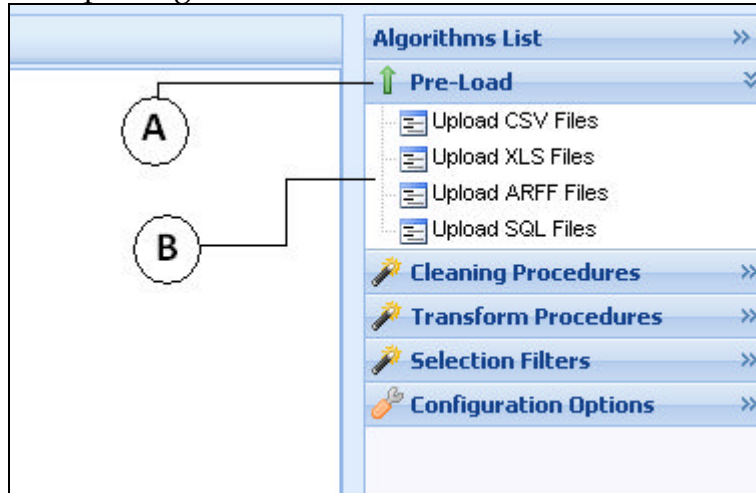 Algorithms List
Pre-Load
A
Upload CSV Files
Upload XLS Files
Upload ARFF Files
Upload SQL Files
B
Cleaning Procedures
Transform Procedures
Selection Filters
Configuration Options